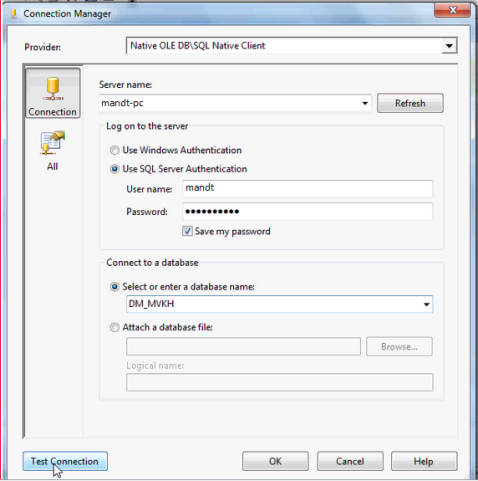 Connection Manager
Provider: Native OLE DB\SQL Native Client
Connection
All
Server name:
mandt-pc Refresh
Log on to the server
Use Windows Authentication
Use SQL Server Authentication
User name: mandt
Password: ●●●●●●●●●●
Save my password
Connect to a database
Select or enter a database name:
DM_MVKH
Attach a database file:
Browse...
Logical name:
Test Connection OK Cancel Help